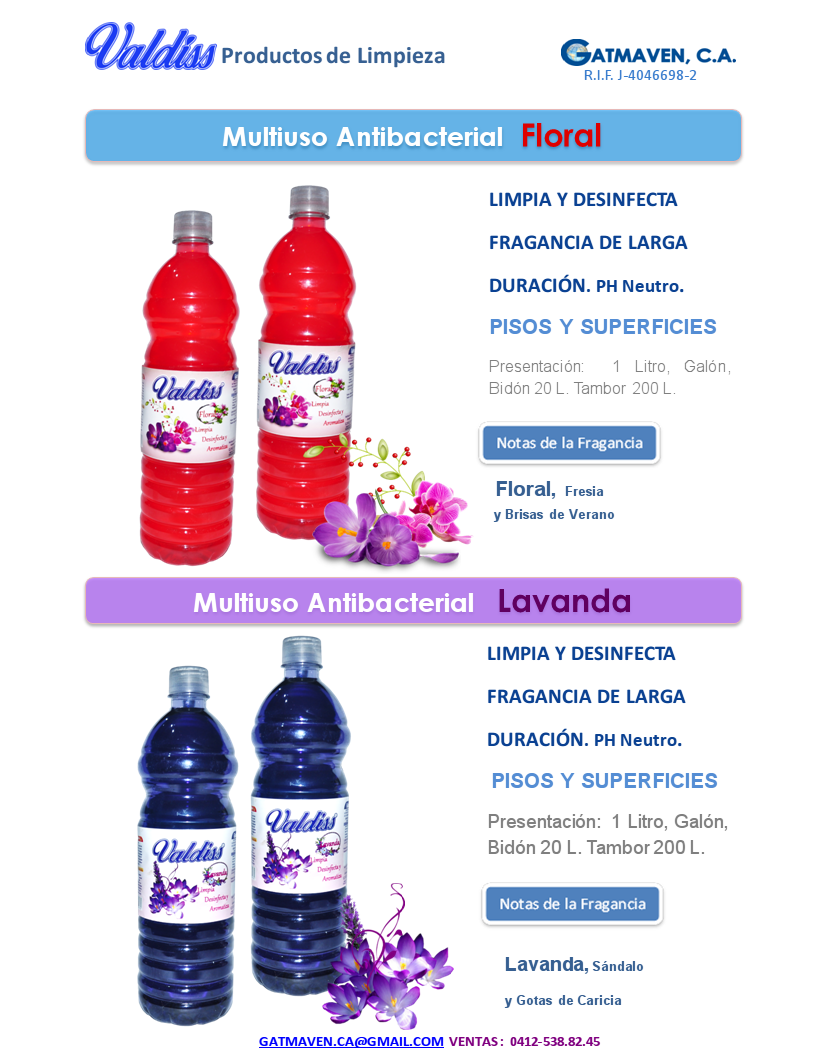 Valdiss Productos de Limpieza
GATMAVEN, C.A.
R.I.F. J-4046698-2
Multiuso Antibacterial Floral
LIMPIA Y DESINFECTA
FRAGANCIA DE LARGA
DURACIÓN. PH Neutro.
PISOS Y SUPERFICIES
Presentación: 1 Litro, Galón,
Bidón 20 L. Tambor 200 L.
Valdiss
Floral
Limpia
Desinfecta y
Aromatiza
Valdiss
Floral
Limpia
Desinfecta y
Aromatiza
Notas de la Fragancia
Floral, Fresia
y Brisas de Verano
Multiuso Antibacterial Lavanda
LIMPIA Y DESINFECTA
FRAGANCIA DE LARGA
DURACIÓN. PH Neutro.
PISOS Y SUPERFICIES
Presentación: 1 Litro, Galón,
Bidón 20 L. Tambor 200 L.
Valdiss
Lavanda
Limpia
Desinfecta y
Aromatiza
Valdiss
Lavanda
Limpia
Desinfecta y
Aromatiza
Notas de la Fragancia
Lavanda, Sándalo
y Gotas de Caricia
GATMAVEN.CA@GMAIL.COM VENTAS: 0412-538.82.45